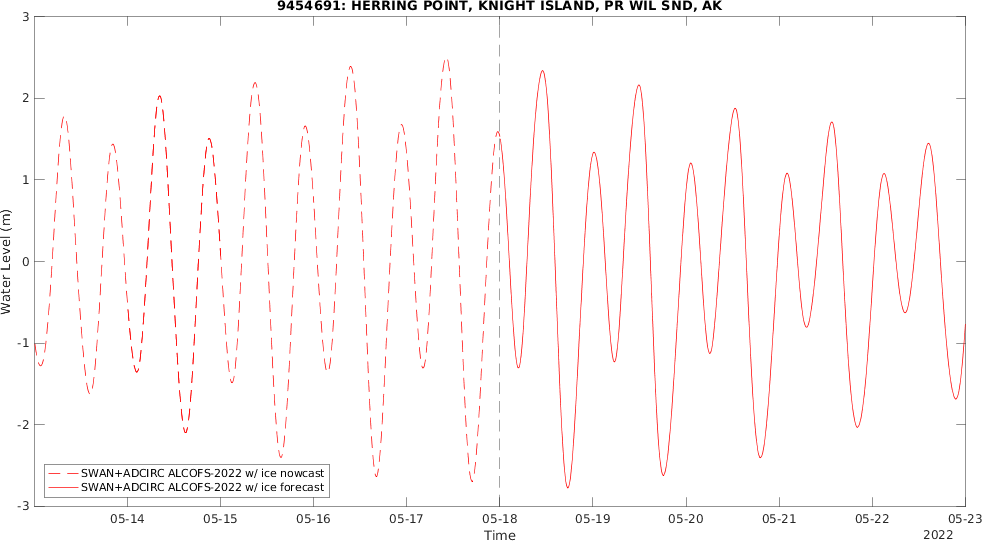 9454691: HERRING POINT, KNIGHT ISLAND, PR WIL SND, AK
3
2
1
0
-1
-2
-3
Water Level (m)
SWAN+ADCIRC ALCOFS-2022 w/ ice nowcast
SWAN+ADCIRC ALCOFS-2022 w/ ice forecast
05-14 05-15 05-16 05-17 05-18 05-19 05-20 05-21 05-22 05-23
Time
2022